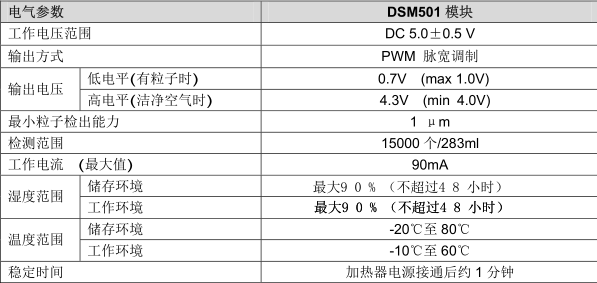 电气参数 DSM501 模块
工作电压范围 DC 5.0±0.5 V
输出方式 PWM 脉宽调制
输出电压 低电平(有粒子时) 0.7V (max 1.0V)
高电平(洁净空气时) 4.3V (min 4.0V)
最小粒子检出能力 1 μm
检测范围 15000 个/283ml
工作电流 (最大值) 90mA
湿度范围 储存环境 最大90% (不超过48 小时)
工作环境 最大90% (不超过48 小时)
温度范围 储存环境 -20℃至 80℃
工作环境 -10℃至 60℃
稳定时间 加热器电源接通后约 1 分钟